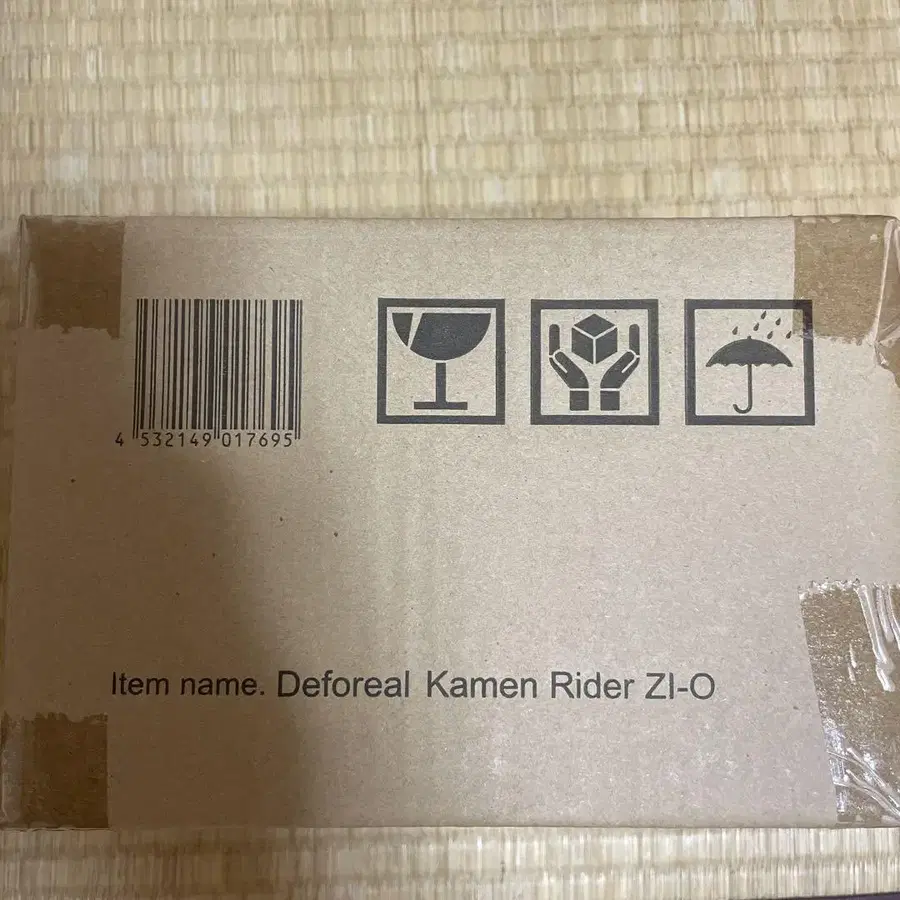 4 532149 017695
Item name. Deforeal Kamen Rider ZI-O